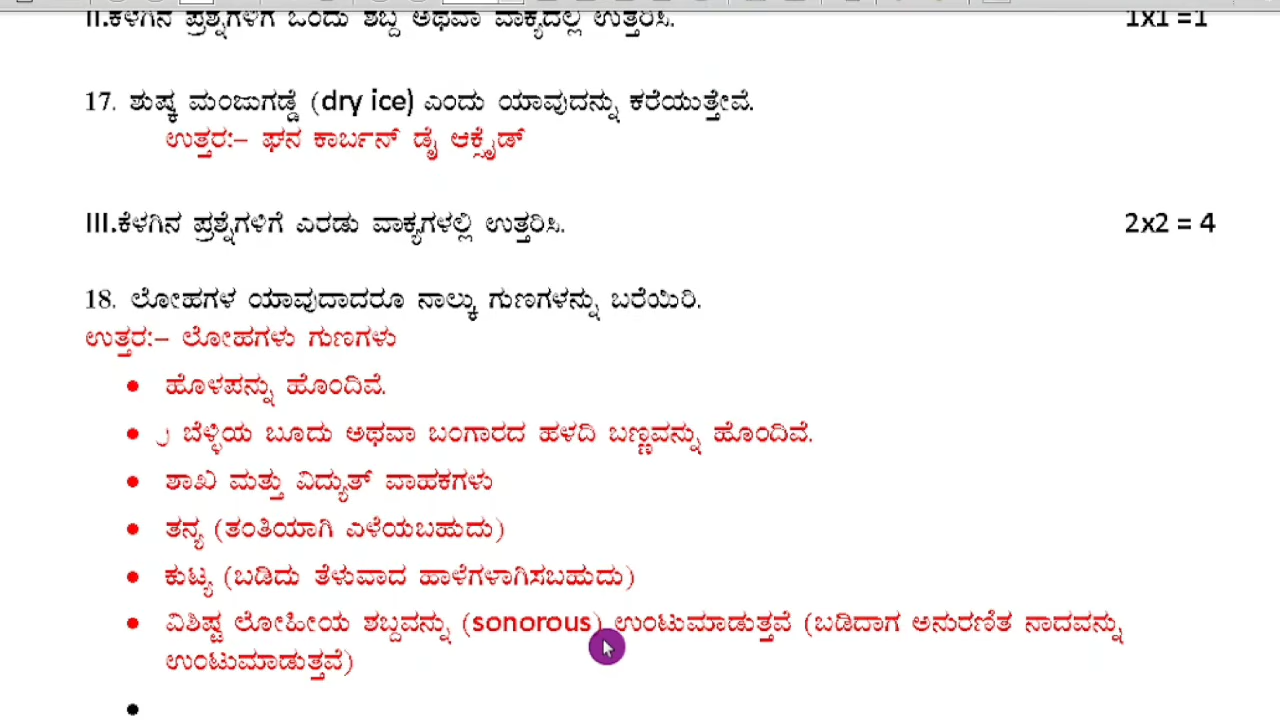 II.ಕೆಳಗಿನ ಪ್ರಶ್ನೆಗಳಿಗೆ ಒಂದು ಶಬ್ದ ಅಥವಾ ವಾಕ್ಯದಲ್ಲಿ ಉತ್ತರಿಸಿ. 1x1 =1
17. ಶುಷ್ಕ ಮಂಜುಗಡ್ಡೆ (dry ice) ಎಂದು ಯಾವುದನ್ನು ಕರೆಯುತ್ತೇವೆ.
ಉತ್ತರ:– ಘನ ಕಾರ್ಬನ್ ಡೈ ಆಕ್ಸೈಡ್
III.ಕೆಳಗಿನ ಪ್ರಶ್ನೆಗಳಿಗೆ ಎರಡು ವಾಕ್ಯಗಳಲ್ಲಿ ಉತ್ತರಿಸಿ. 2x2 = 4
18. ಲೋಹಗಳ ಯಾವುದಾದರೂ ನಾಲ್ಕು ಗುಣಗಳನ್ನು ಬರೆಯಿರಿ.
ಉತ್ತರ:– ಲೋಹಗಳು ಗುಣಗಳು
• ಹೊಳಪನ್ನು ಹೊಂದಿವೆ.
• ಬೆಳ್ಳಿಯ ಬೂದು ಅಥವಾ ಬಂಗಾರದ ಹಳದಿ ಬಣ್ಣವನ್ನು ಹೊಂದಿವೆ.
• ಶಾಖ ಮತ್ತು ವಿದ್ಯುತ್ ವಾಹಕಗಳು
• ತನ್ಯ (ತಂತಿಯಾಗಿ ಎಳೆಯಬಹುದು)
• ಕುಟ್ಯ (ಬಡಿದು ತೆಳುವಾದ ಹಾಳೆಗಳಾಗಿಸಬಹುದು)
• ವಿಶಿಷ್ಟ ಲೋಹೀಯ ಶಬ್ದವನ್ನು (sonorous) ಉಂಟುಮಾಡುತ್ತವೆ (ಬಡಿದಾಗ ಅನುರಣಿತ ನಾದವನ್ನು
ಉಂಟುಮಾಡುತ್ತವೆ)
•